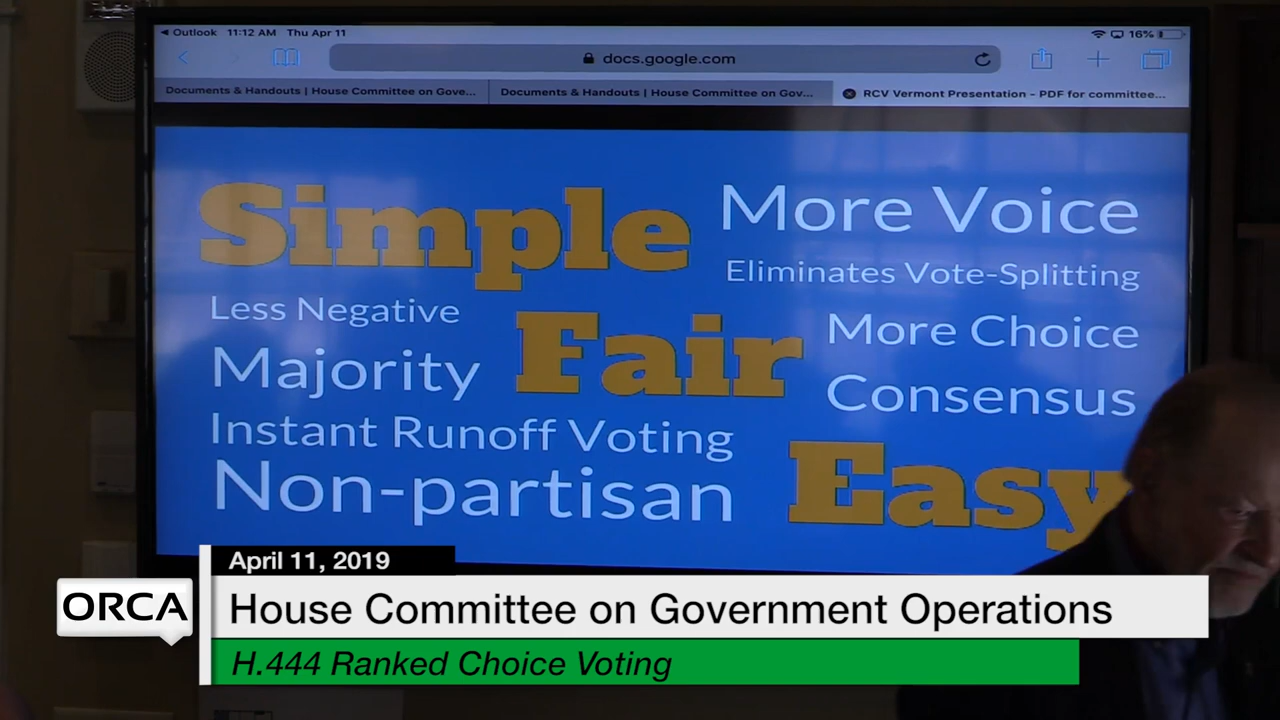 Outlook 11:12 AM Thu Apr 11 16%
docs.google.com
Documents & Handouts | House Committee on Gove... Documents & Handouts | House Committee on Gov... RCV Vermont Presentation - PDF for committee...
Simple
More Voice
Eliminates Vote-Splitting
Less Negative
Fair
More Choice
Majority
Consensus
Instant Runoff Voting
Non-partisan
Easy
April 11, 2019
ORCA
House Committee on Government Operations
H.444 Ranked Choice Voting